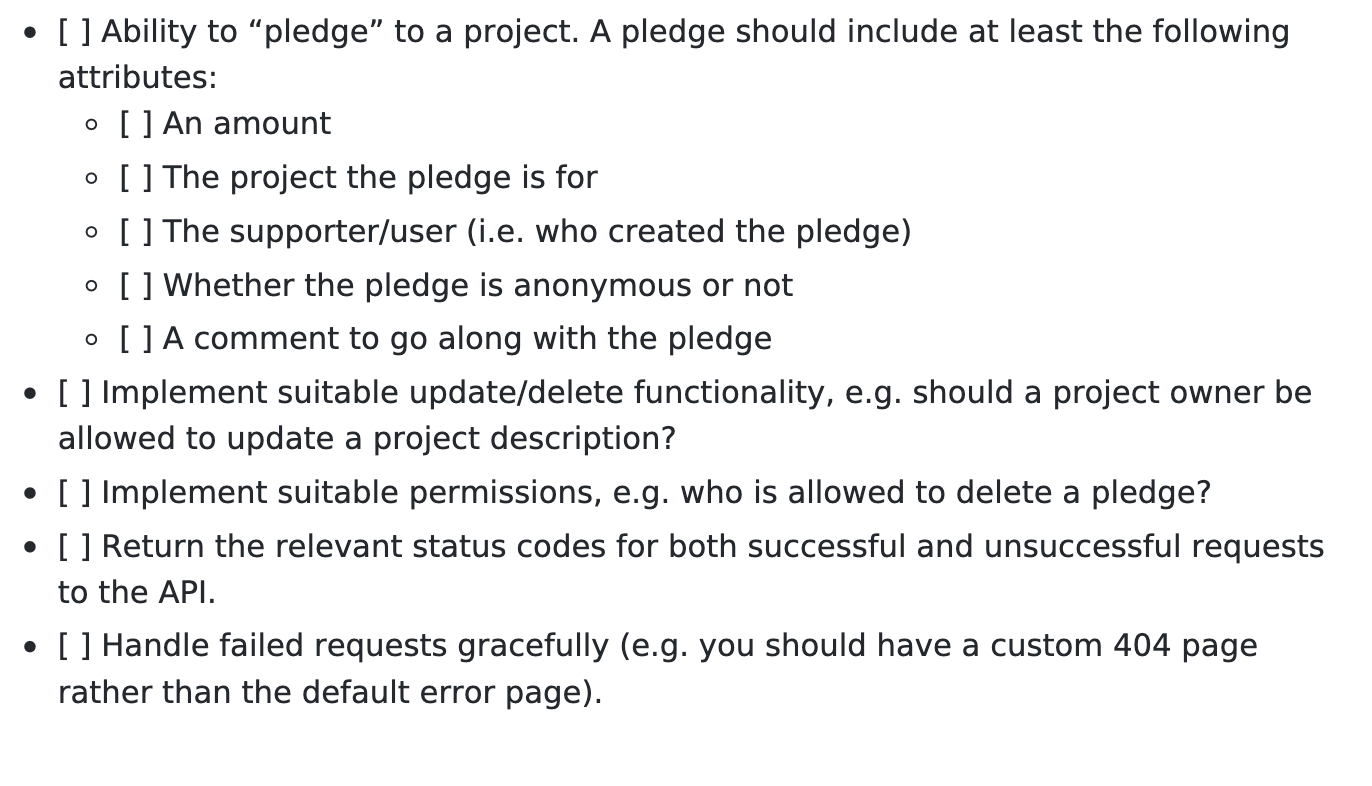 • [ ] Ability to “pledge” to a project. A pledge should include at least the following
attributes:
◦ [ ] An amount
◦ [ ] The project the pledge is for
◦ [ ] The supporter/user (i.e. who created the pledge)
◦ [ ] Whether the pledge is anonymous or not
◦ [ ] A comment to go along with the pledge
• [ ] Implement suitable update/delete functionality, e.g. should a project owner be
allowed to update a project description?
• [ ] Implement suitable permissions, e.g. who is allowed to delete a pledge?
• [ ] Return the relevant status codes for both successful and unsuccessful requests
to the API.
• [ ] Handle failed requests gracefully (e.g. you should have a custom 404 page
rather than the default error page).